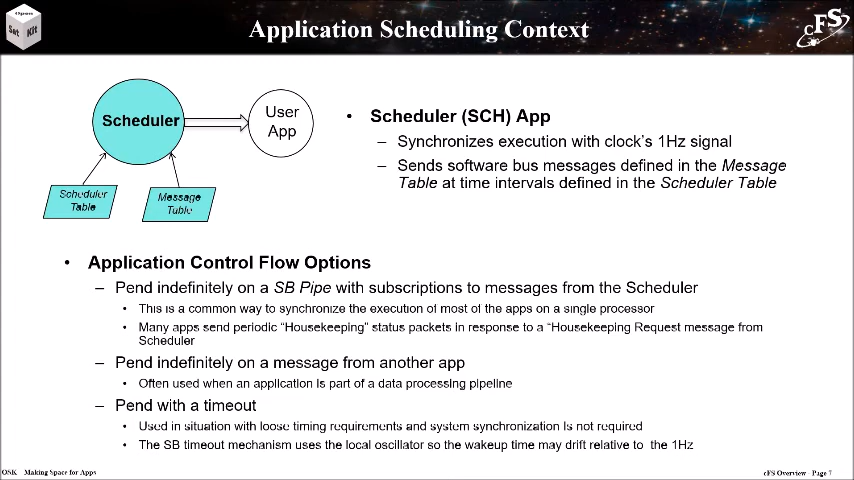 Set
Kit
Application Scheduling Context
cFS
Scheduler
User
App
Scheduler
Table
Message
Table
• Scheduler (SCH) App
– Synchronizes execution with clock's 1Hz signal
– Sends software bus messages defined in the Message
Table at time intervals defined in the Scheduler Table
• Application Control Flow Options
– Pend indefinitely on a SB Pipe with subscriptions to messages from the Scheduler
• This is a common way to synchronize the execution of most of the apps on a single processor
• Many apps send periodic "Housekeeping" status packets in response to a "Housekeeping Request message from
Scheduler
– Pend indefinitely on a message from another app
• Often used when an application is part of a data processing pipeline
– Pend with a timeout
• Used in situation with loose timing requirements and system synchronization is not required
• The SB timeout mechanism uses the local oscillator so the wakeup time may drift relative to the 1Hz
OSK - Making Space for Apps
cFS Overview - Page 7